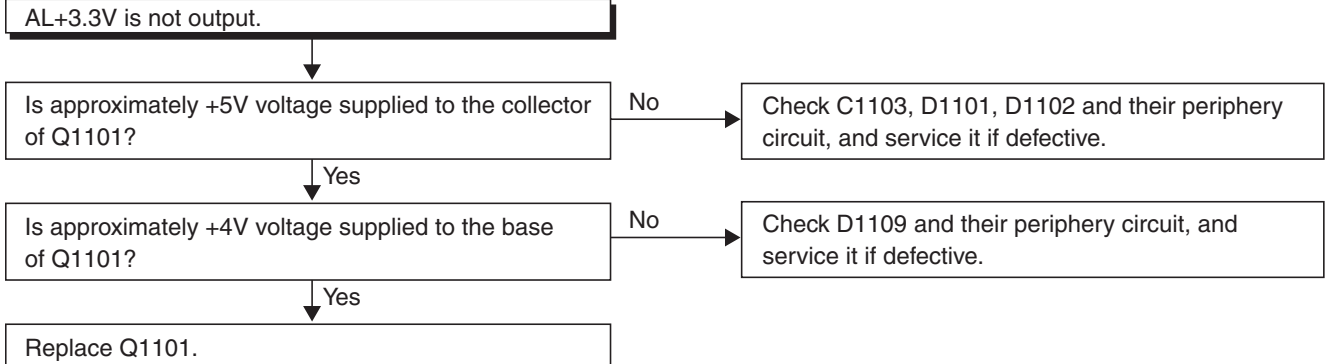 AL+3.3V is not output.
Is approximately +5V voltage supplied to the collector
of Q1101?
No
Check C1103, D1101, D1102 and their periphery
circuit, and service it if defective.
Yes
Is approximately +4V voltage supplied to the base
of Q1101?
No
Check D1109 and their periphery circuit, and
service it if defective.
Yes
Replace Q1101.